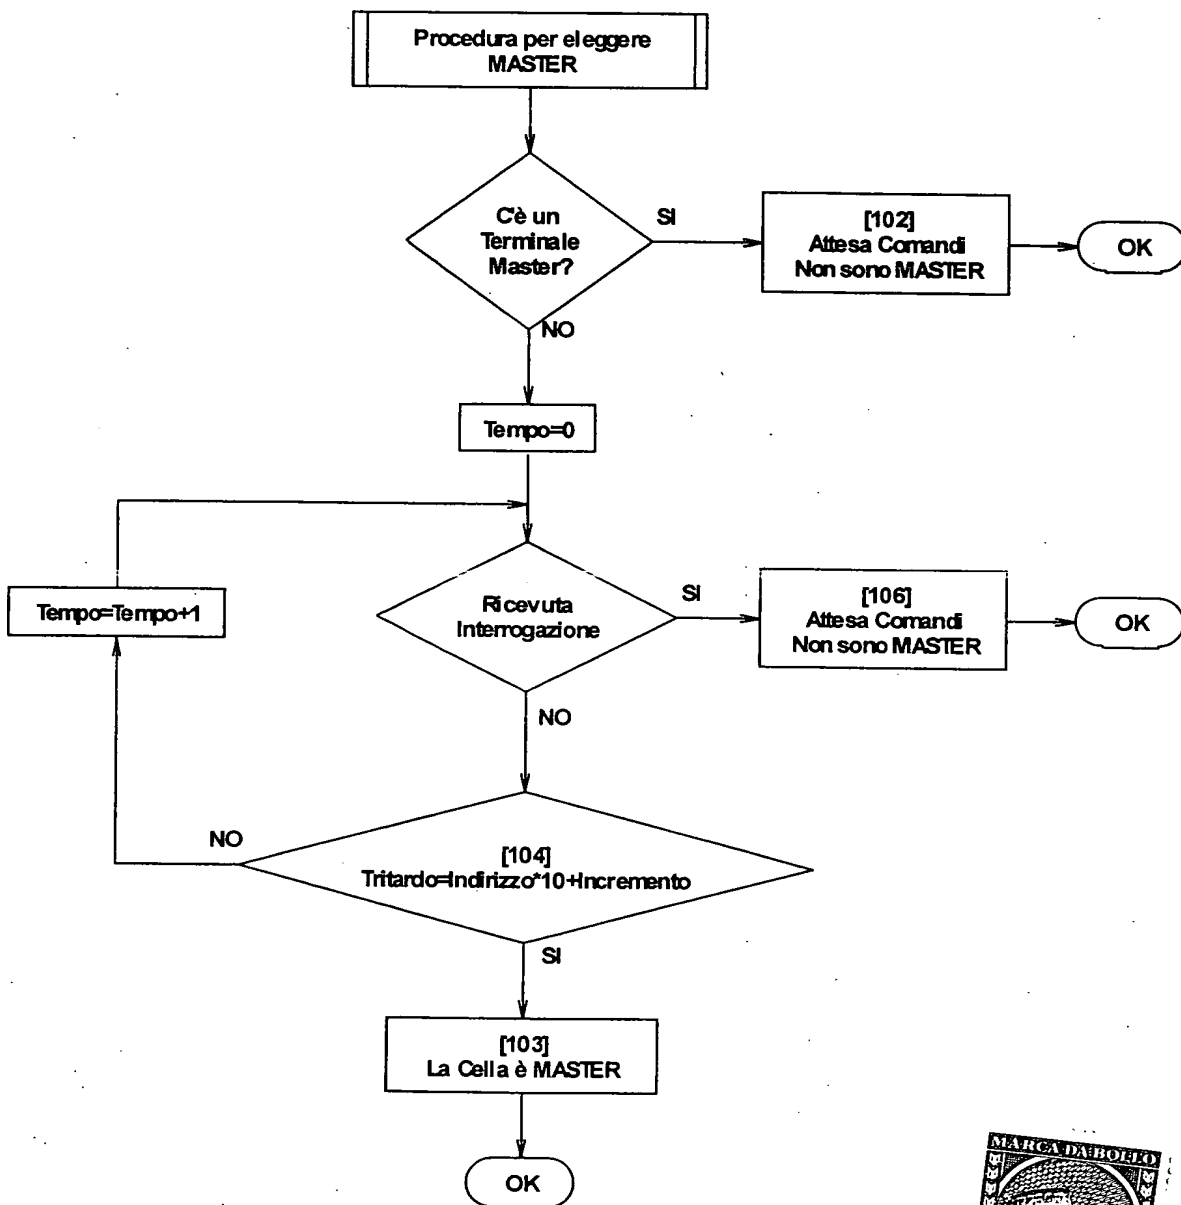 Procedura per eleggere
MASTER
C'è un
Terminale
Master?
SI
[102]
Attesa Comandi
Non sono MASTER
OK
NO
Tempo=0
Tempo=Tempo+1
Ricevuta
Interrogazione
SI
[106]
Attesa Comandi
Non sono MASTER
OK
NO
NO
[104]
Tritardo=Indirizzo*10+Incremento
SI
[103]
La Cella è MASTER
OK
MARCA DA BOLLO